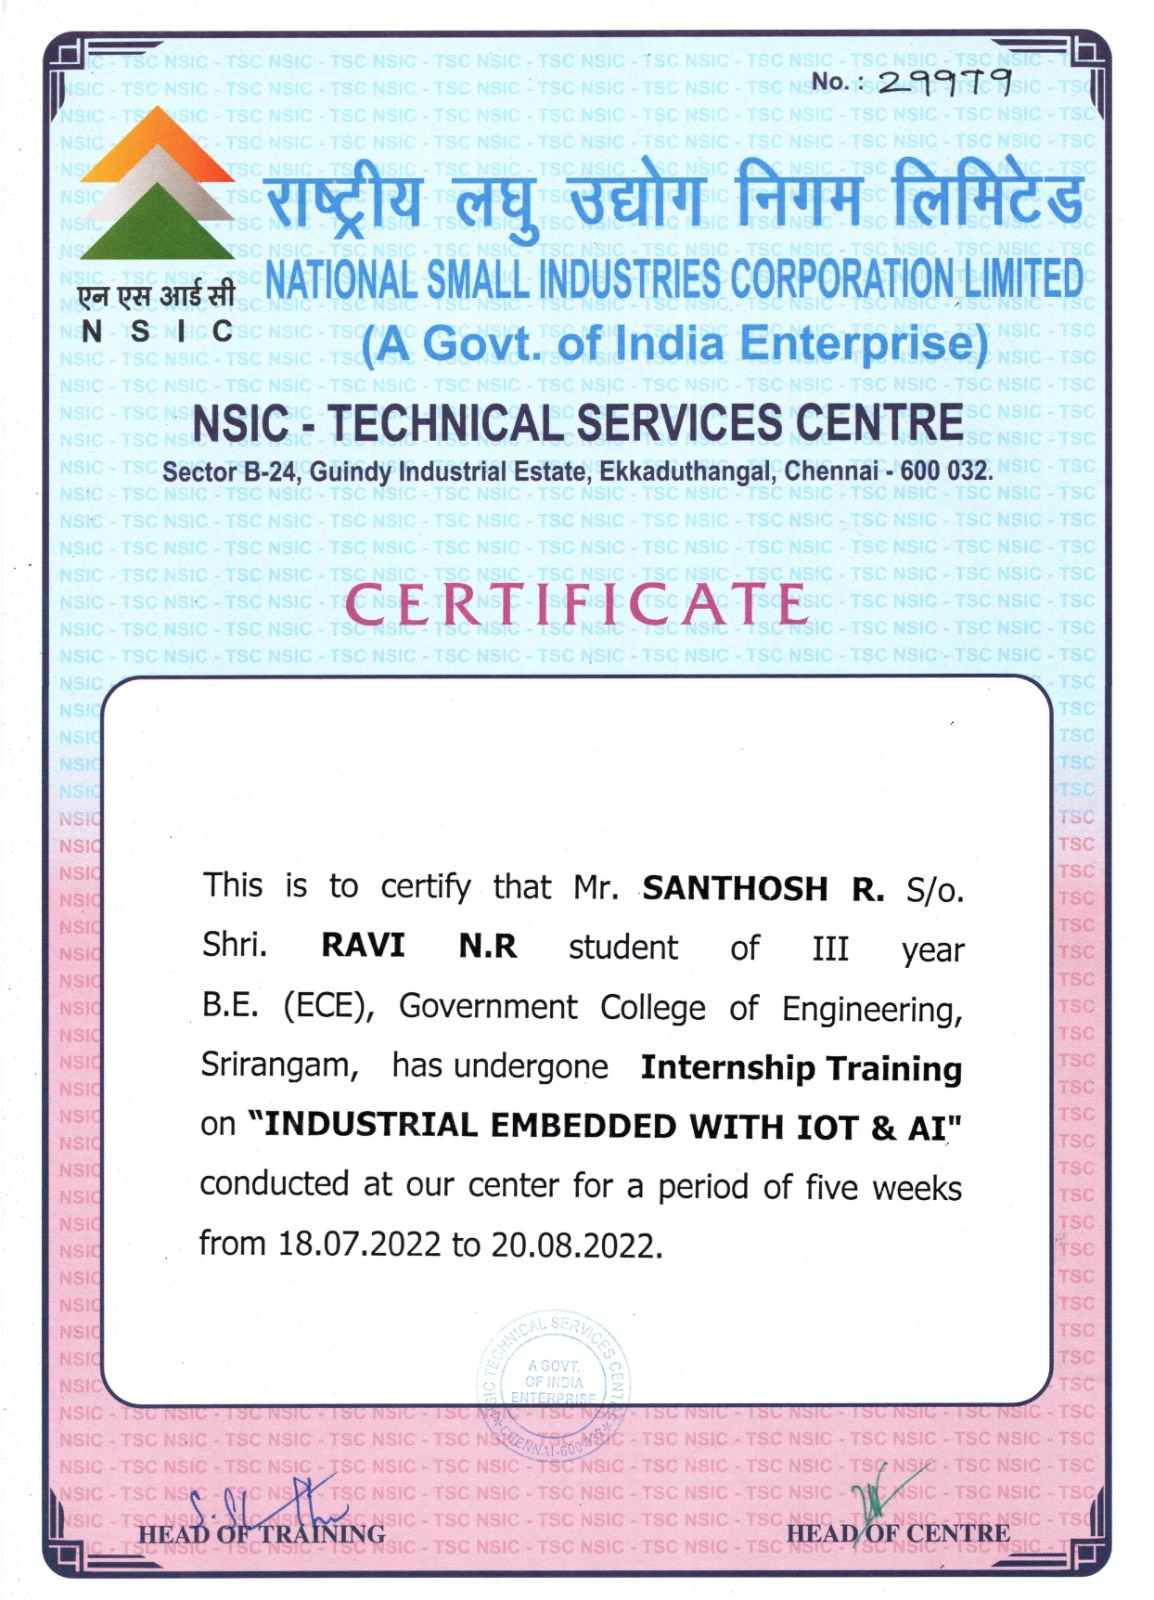 No. : 29979
राष्ट्रीय लघु उद्योग निगम लिमिटेड
एन एस आई सी
N S I C
NATIONAL SMALL INDUSTRIES CORPORATION LIMITED
(A Govt. of India Enterprise)
NSIC - TECHNICAL SERVICES CENTRE
Sector B-24, Guindy Industrial Estate, Ekkaduthangal, Chennai - 600 032.
CERTIFICATE
This is to certify that Mr. SANTHOSH R. S/o.
Shri. RAVI N.R student of III year
B.E. (ECE), Government College of Engineering,
Srirangam, has undergone Internship Training
on “INDUSTRIAL EMBEDDED WITH IOT & AI"
conducted at our center for a period of five weeks
from 18.07.2022 to 20.08.2022.
NSIC TECHNICAL SERVICES CENTRE
A GOVT.
OF INDIA
ENTERPRISE
CHENNAI-600 032
HEAD OF TRAINING
HEAD OF CENTRE